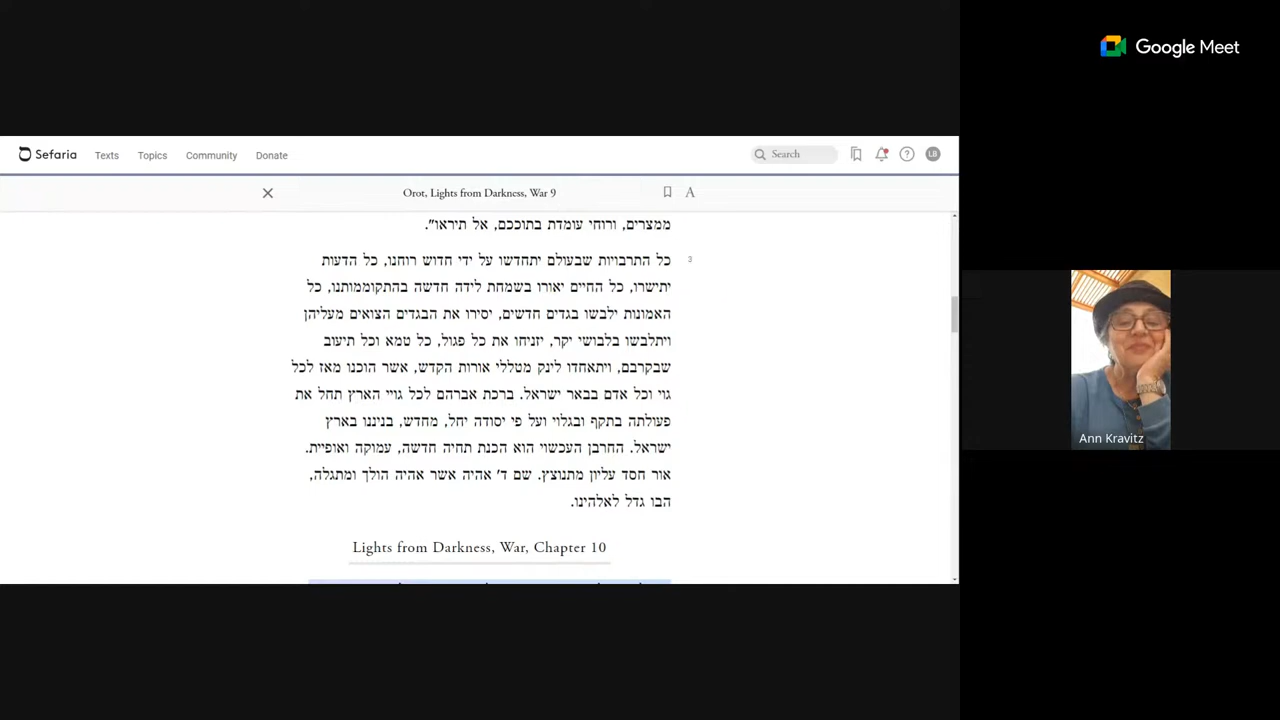 Google Meet
Sefaria
Texts
Topics
Community
Donate
Search
LB
Orot, Lights from Darkness, War 9
A
ממצרים, ורוחי עומדת בתוככם, אל תיראו".
3
כל התרבויות שבעולם יתחדשו על ידי חדוש רוחנו, כל הדעות
יתישרו, כל החיים יאורו בשמחת לידה חדשה בהתקוממותנו, כל
האמונות ילבשו בגדים חדשים, יסירו את הבגדים הצואים מעליהן
ויתלבשו בלבושי יקר, יזניחו את כל פגול, כל טמא וכל תיעוב
שבקרבם, ויתאחדו לינק מטללי אורות הקדש, אשר הוכנו מאז לכל
גוי וכל אדם בבאר ישראל. ברכת אברהם לכל גויי הארץ תחל את
פעולתה בתקף ובגלוי ועל פי יסודה יחל, מחדש, בניננו בארץ
ישראל. החרבן העכשוי הוא הכנת תחיה חדשה, עמוקה ואופיית.
אור חסד עליון מתנוצץ. שם ד' אהיה אשר אהיה הולך ומתגלה,
הבו גדל לאלהינו.
Lights from Darkness, War, Chapter 10
Ann Kravitz